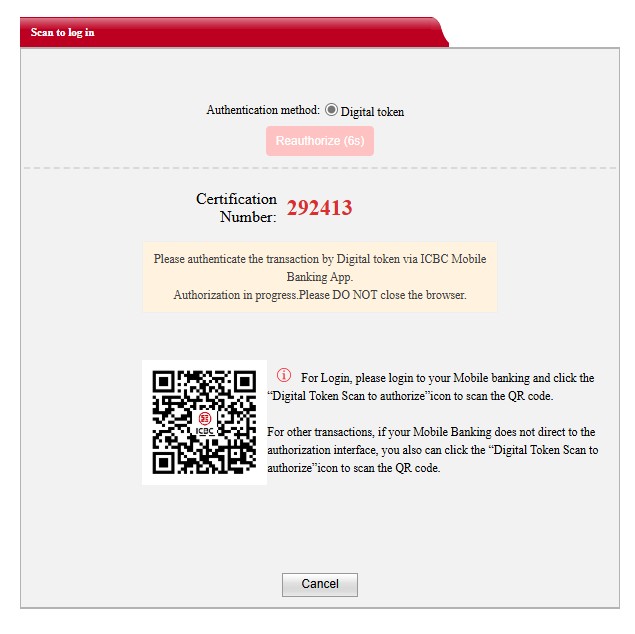 Scan to log in
Authentication method: Digital token
Reauthorize (6s)
Certification
Number:
292413
Please authenticate the transaction by Digital token via ICBC Mobile
Banking App.
Authorization in progress.Please DO NOT close the browser.
ICBC
For Login, please login to your Mobile banking and click the
“Digital Token Scan to authorize”icon to scan the QR code.
For other transactions, if your Mobile Banking does not direct to the
authorization interface, you also can click the “Digital Token Scan to
authorize”icon to scan the QR code.
Cancel